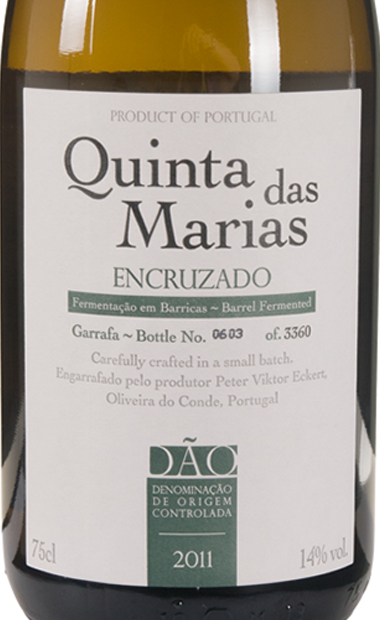 PRODUCT OF PORTUGAL
Quinta das
Marias
ENCRUZADO
Fermentação em Barricas ~ Barrel Fermented
Garrafa ~ Bottle No. 0603 of. 3360
Carefully crafted in a small batch.
Engarrafado pelo produtor Peter Viktor Eckert,
Oliveira do Conde, Portugal
DÃO
DENOMINAÇÃO
DE ORIGEM
CONTROLADA
75cl 2011 14% vol.